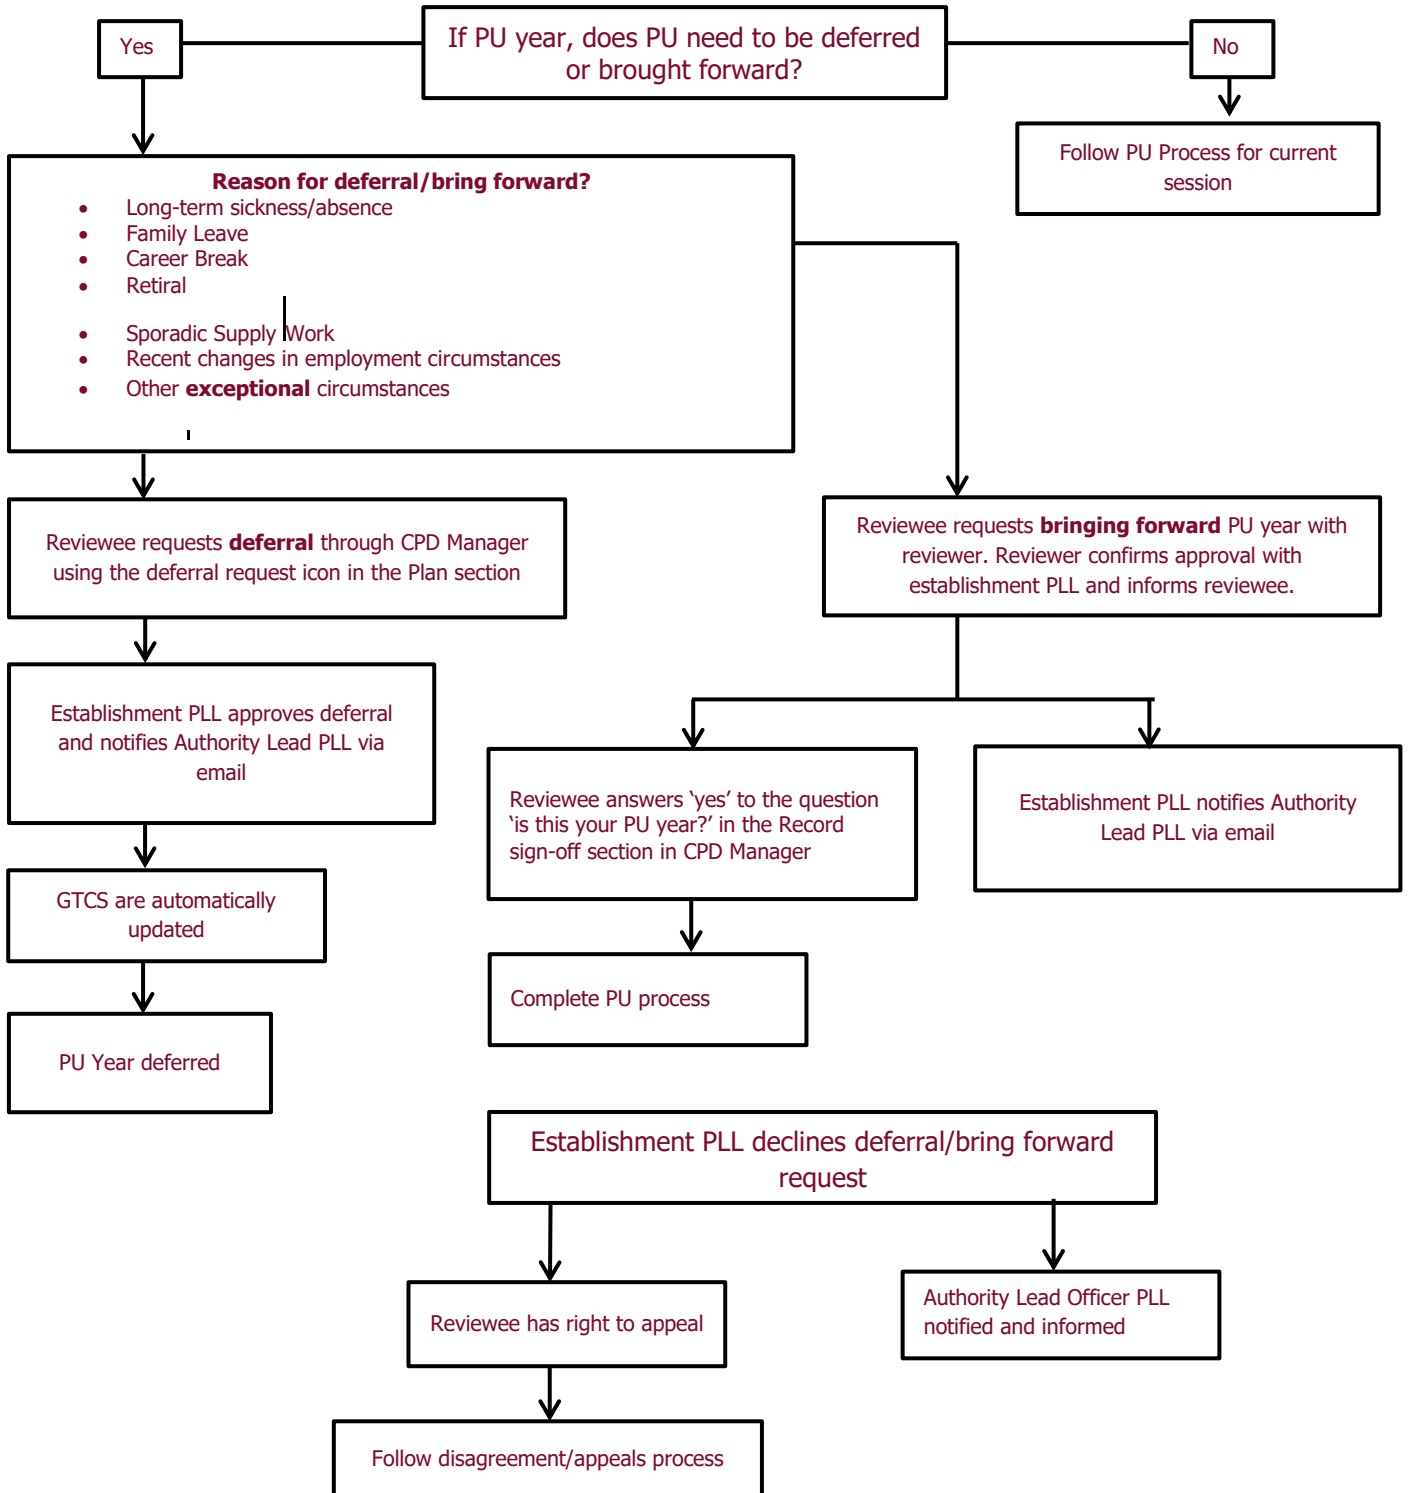 If PU year, does PU need to be deferred
or brought forward?
Yes
No
Follow PU Process for current
session
Reason for deferral/bring forward?
• Long-term sickness/absence
• Family Leave
• Career Break
• Retiral
• Sporadic Supply Work
• Recent changes in employment circumstances
• Other exceptional circumstances
Reviewee requests deferral through CPD Manager
using the deferral request icon in the Plan section
Reviewee requests bringing forward PU year with
reviewer. Reviewer confirms approval with
establishment PLL and informs reviewee.
Establishment PLL approves deferral
and notifies Authority Lead PLL via
email
Reviewee answers ‘yes’ to the question
‘is this your PU year?’ in the Record
sign-off section in CPD Manager
Establishment PLL notifies Authority
Lead PLL via email
GTCS are automatically
updated
Complete PU process
PU Year deferred
Establishment PLL declines deferral/bring forward
request
Reviewee has right to appeal
Authority Lead Officer PLL
notified and informed
Follow disagreement/appeals process